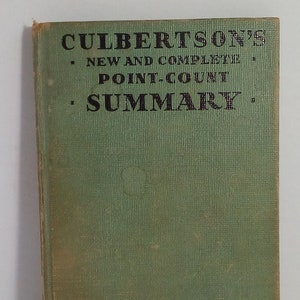 CULBERTSON'S
· NEW AND COMPLETE ·
POINT-COUNT
· SUMMARY ·